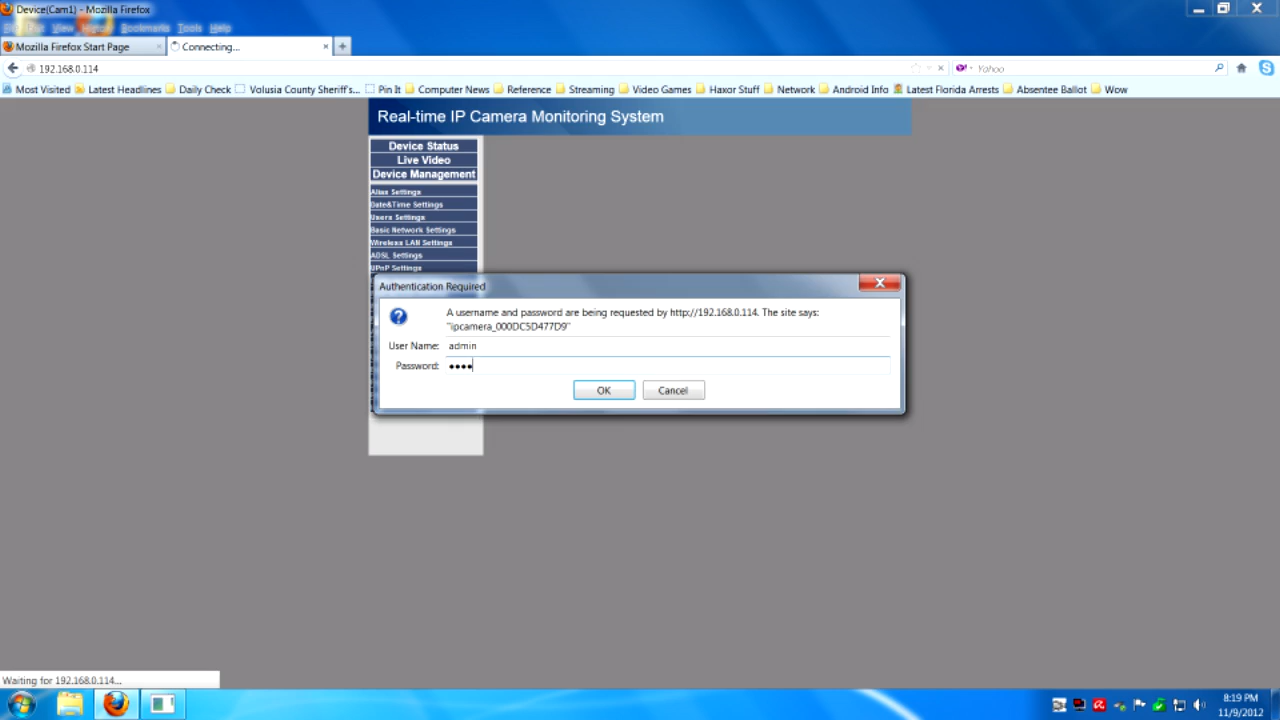 Device(Cam1) - Mozilla Firefox
View Bookmarks Tools Help
Mozilla Firefox Start Page Connecting...
192.168.0.114 Yahoo
Most Visited Latest Headlines Daily Check Volusia County Sheriff's... Pin It Computer News Reference Streaming Video Games Haxor Stuff Network Android Info Latest Florida Arrests Absentee Ballot Wow
Real-time IP Camera Monitoring System
Device Status
Live Video
Device Management
Alias Settings
Date&Time Settings
Users Settings
Basic Network Settings
Wireless LAN Settings
ADSL Settings
UPnP Settings
Authentication Required
A username and password are being requested by http://192.168.0.114. The site says:
"ipcamera_000DC5D477D9"
User Name: admin
Password: ••••
OK Cancel
Waiting for 192.168.0.114...
8:19 PM
11/9/2012